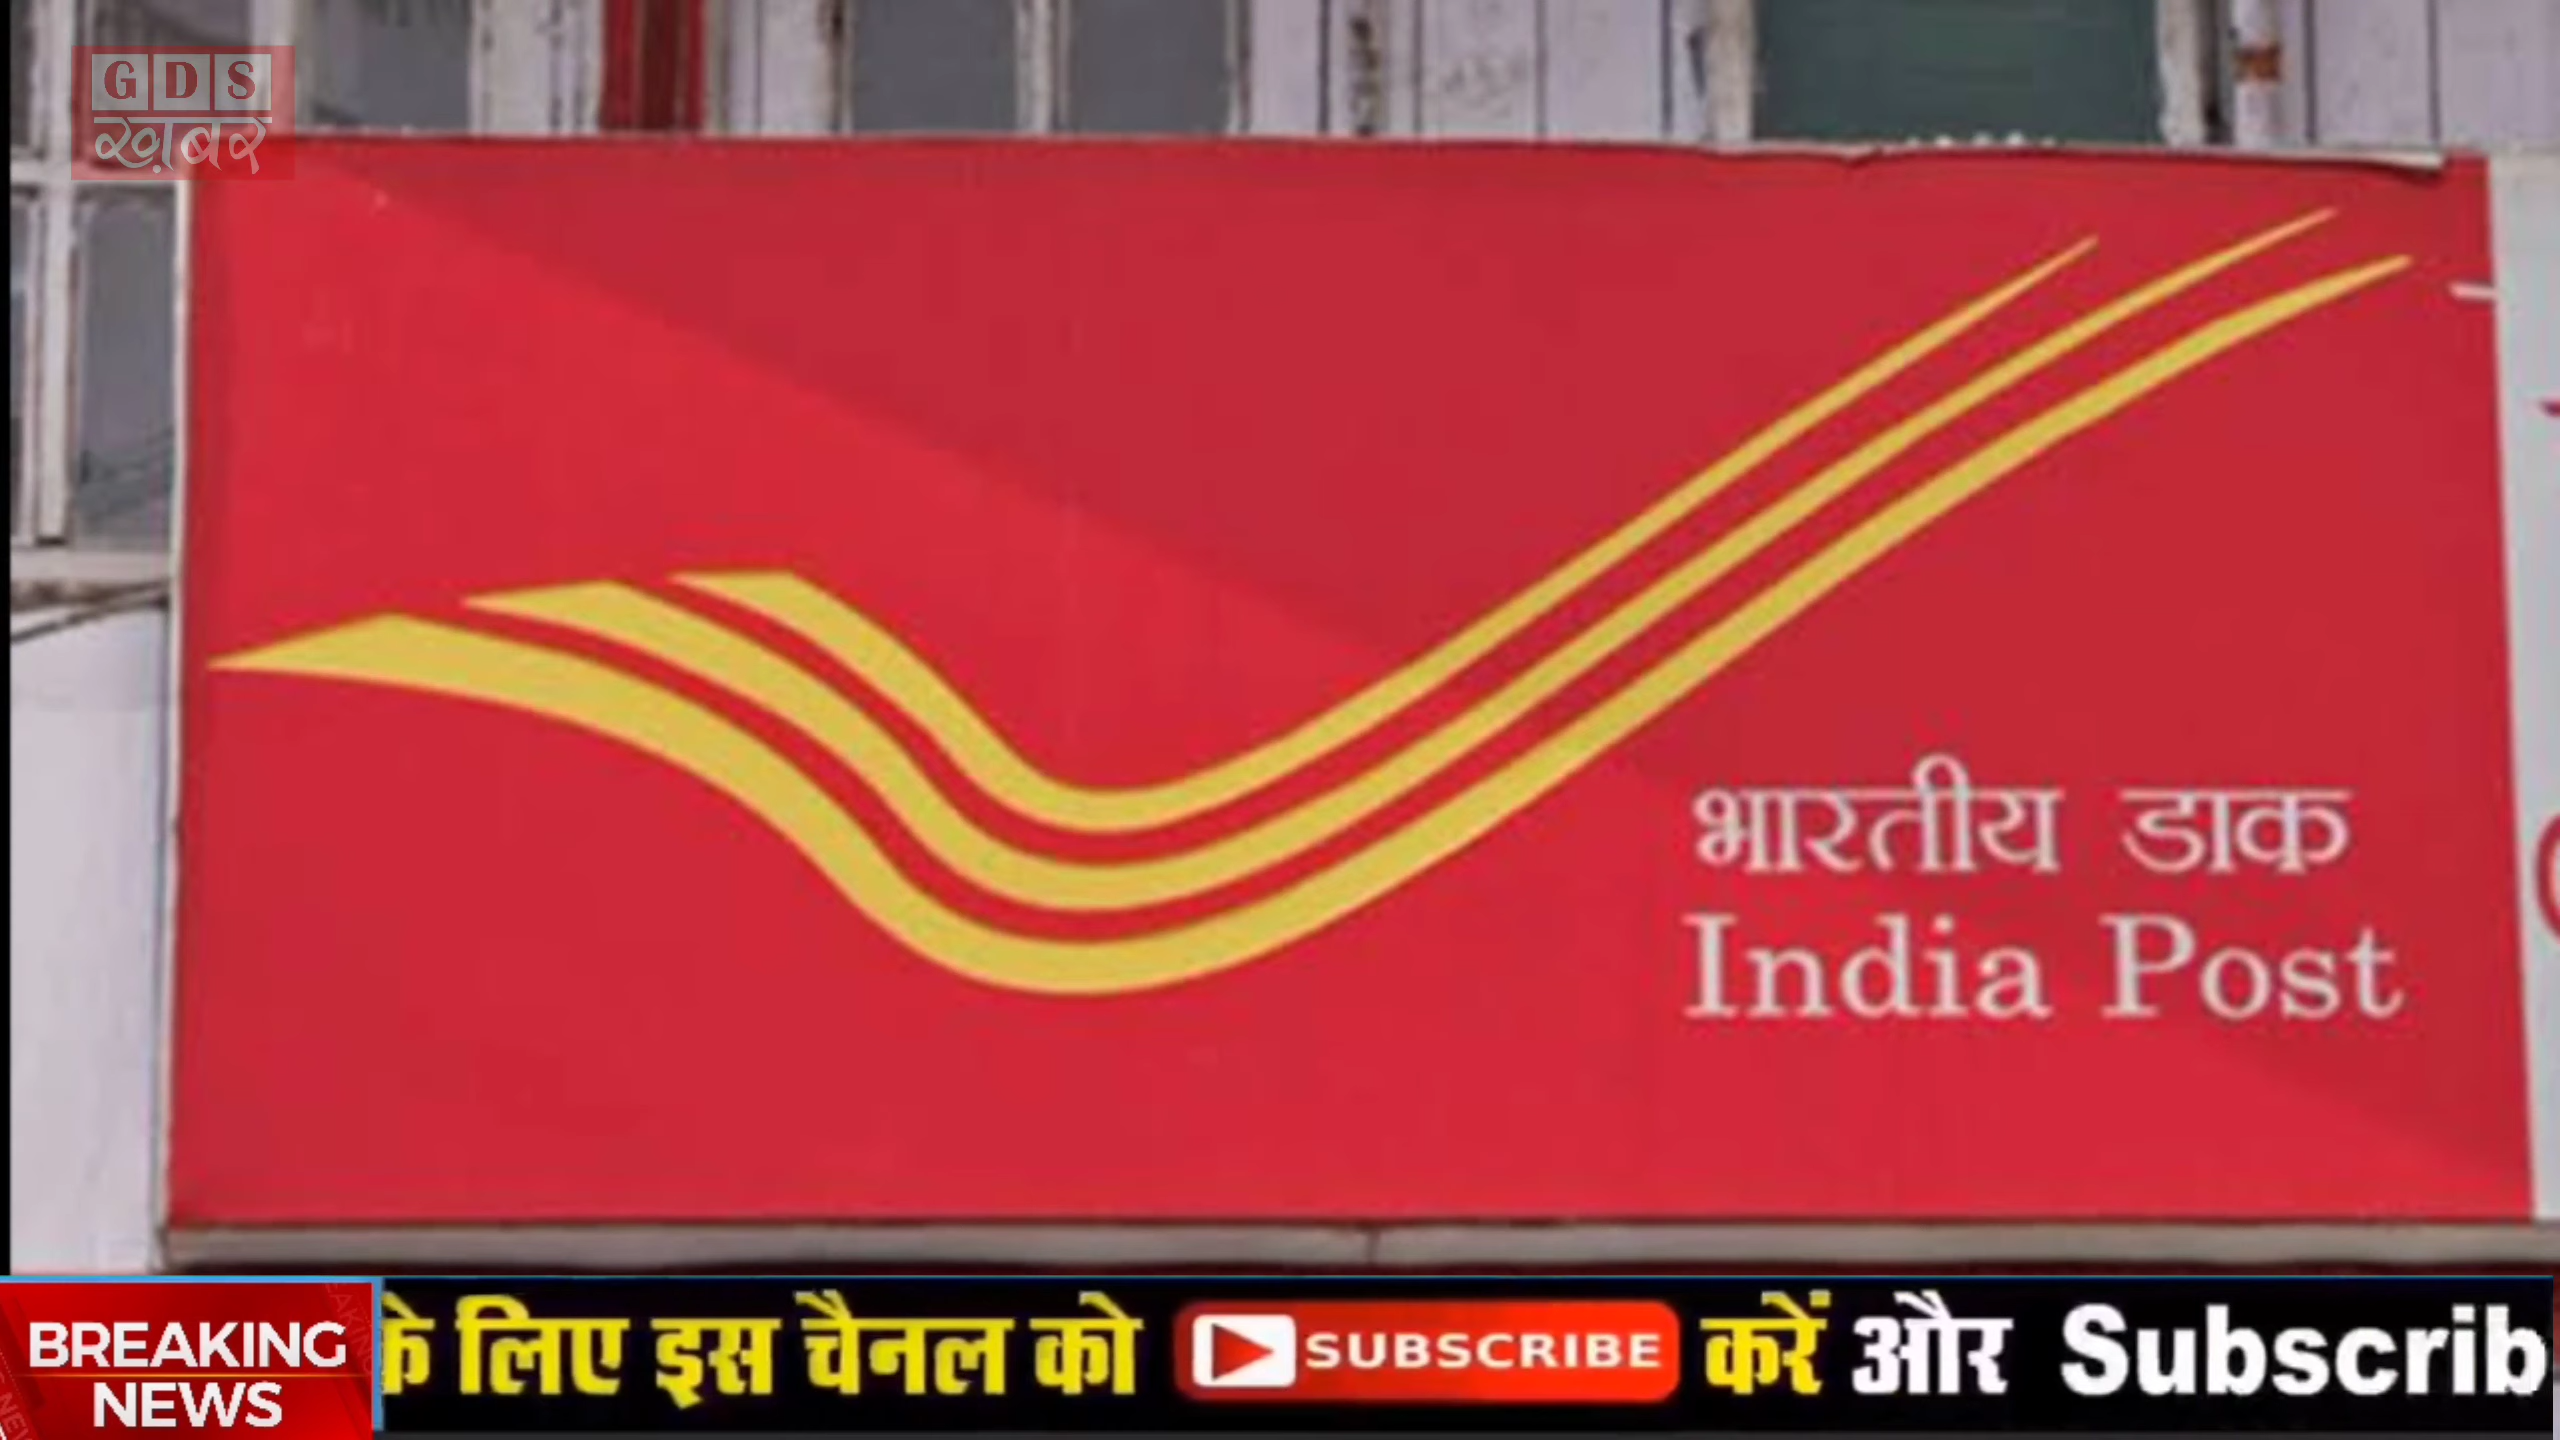 GDS
ख़बर
भारतीय डाक
India Post
BREAKING
NEWS
के लिए इस चैनल को SUBSCRIBE करें और Subscrib